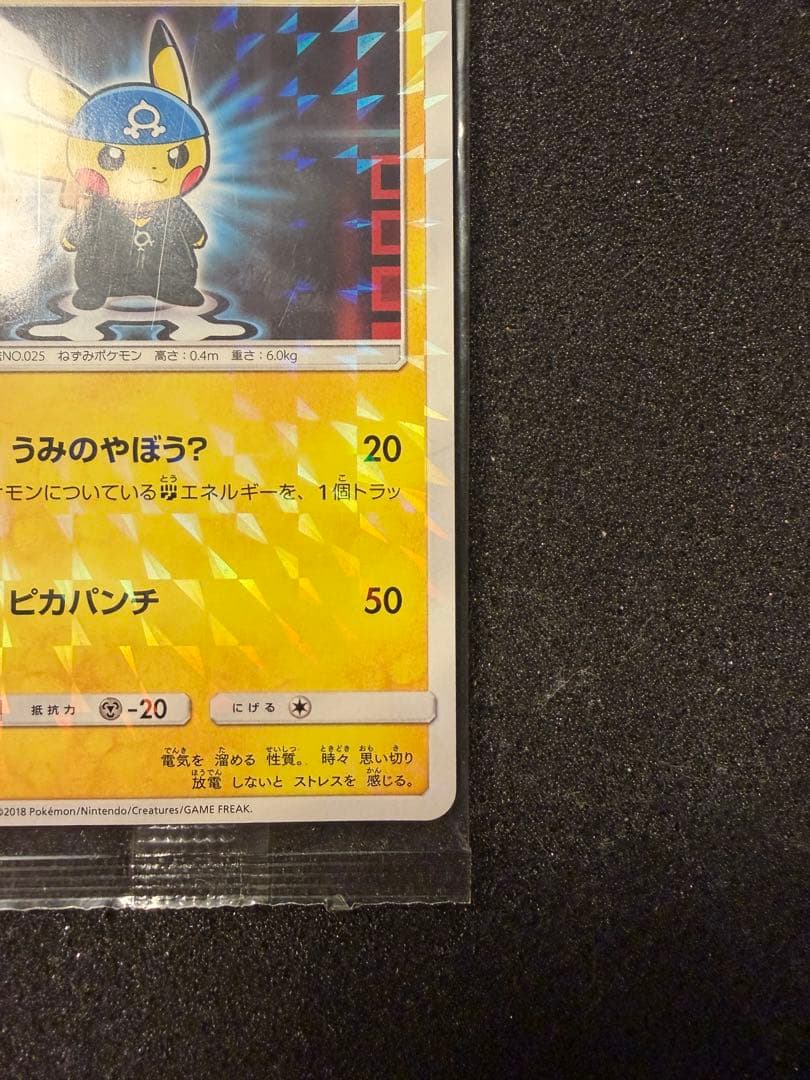 NO.025 ねずみポケモン 高さ:0.4m 重さ:6.0kg
うみのやぼう? 20
モンについている エネルギーを、1個トラッ
ピカパンチ 50
抵抗力 -20 にげる
電気を 溜める 性質。時々 思い切り
放電 しないと ストレスを 感じる。
©2018 Pokémon/Nintendo/Creatures/GAME FREAK.